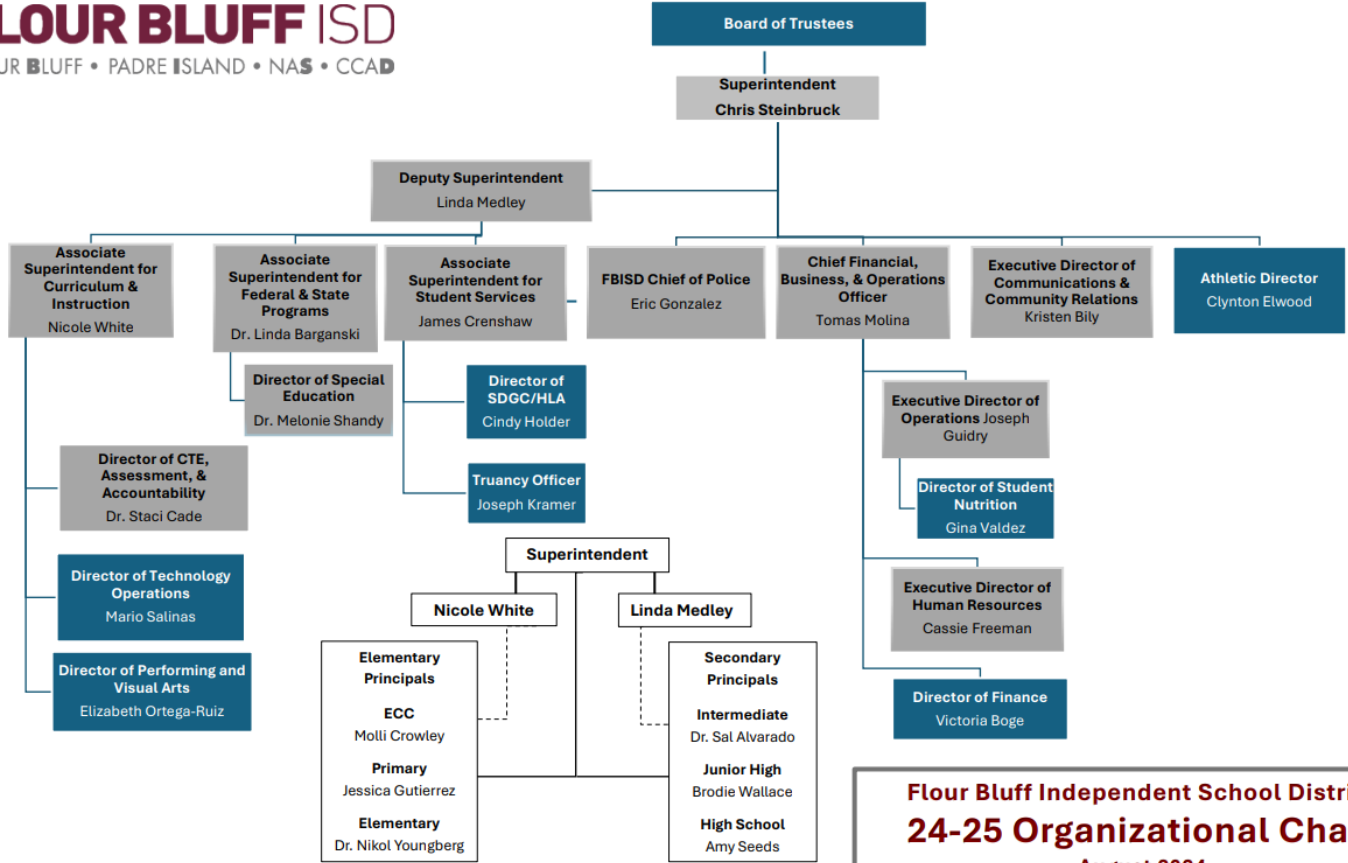 LOUR BLUFF ISD
UR BLUFF • PADRE ISLAND • NAS • CCAD
Board of Trustees
Superintendent
Chris Steinbruck
Deputy Superintendent
Linda Medley
Associate
Superintendent for
Curriculum &
Instruction
Nicole White
Associate
Superintendent for
Federal & State
Programs
Dr. Linda Barganski
Associate
Superintendent for
Student Services
James Crenshaw
FBISD Chief of Police
Eric Gonzalez
Chief Financial,
Business, & Operations
Officer
Tomas Molina
Executive Director of
Communications &
Community Relations
Kristen Bily
Athletic Director
Clynton Elwood
Director of Special
Education
Dr. Melonie Shandy
Director of
SDGC/HLA
Cindy Holder
Executive Director of
Operations Joseph
Guidry
Director of CTE,
Assessment, &
Accountability
Dr. Staci Cade
Truancy Officer
Joseph Kramer
Director of Student
Nutrition
Gina Valdez
Director of Technology
Operations
Mario Salinas
Executive Director of
Human Resources
Cassie Freeman
Director of Performing and
Visual Arts
Elizabeth Ortega-Ruiz
Director of Finance
Victoria Boge
Superintendent
Nicole White
Linda Medley
Elementary
Principals
ECC
Molli Crowley
Primary
Jessica Gutierrez
Elementary
Dr. Nikol Youngberg
Secondary
Principals
Intermediate
Dr. Sal Alvarado
Junior High
Brodie Wallace
High School
Amy Seeds
Flour Bluff Independent School Distri
24-25 Organizational Cha